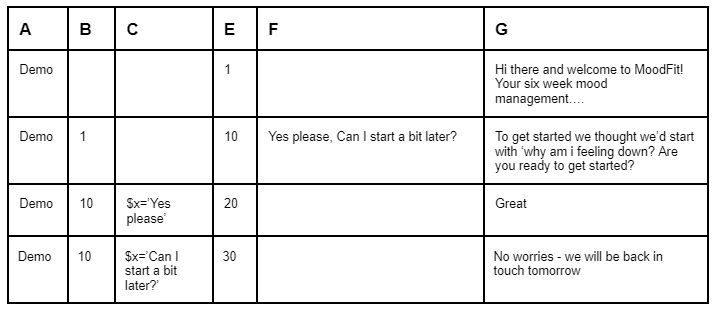 A B C E F G
Demo 1 Hi there and welcome to MoodFit!
Your six week mood
management....
Demo 1 10 Yes please, Can I start a bit later? To get started we thought we'd start
with 'why am i feeling down? Are
you ready to get started?
Demo 10 $x='Yes 20 Great
please'
Demo 10 $x='Can I 30 No worries - we will be back in
start a bit touch tomorrow
later?'